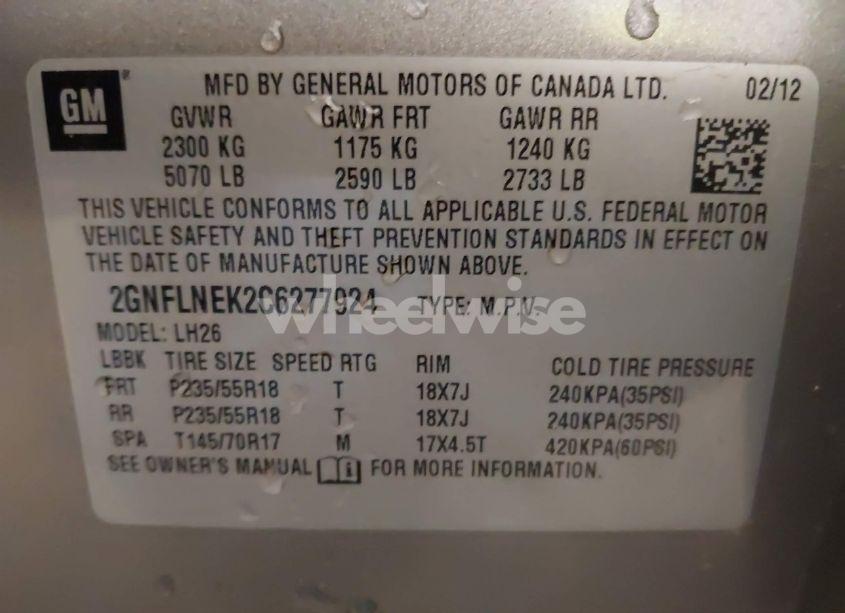 GM
MFD BY GENERAL MOTORS OF CANADA LTD. 02/12
GVWR GAWR FRT GAWR RR
2300 KG 1175 KG 1240 KG
5070 LB 2590 LB 2733 LB
THIS VEHICLE CONFORMS TO ALL APPLICABLE U.S. FEDERAL MOTOR
VEHICLE SAFETY AND THEFT PREVENTION STANDARDS IN EFFECT ON
THE DATE OF MANUFACTURE SHOWN ABOVE.
2GNFLNEK2C6277924 TYPE: M.P.V.
wheelwise
MODEL: LH26
LBBK TIRE SIZE SPEED RTG RIM COLD TIRE PRESSURE
FRT P235/55R18 T 18X7J 240KPA(35PSI)
RR P235/55R18 T 18X7J 240KPA(35PSI)
SPA T145/70R17 M 17X4.5T 420KPA(60PSI)
SEE OWNER'S MANUAL FOR MORE INFORMATION.